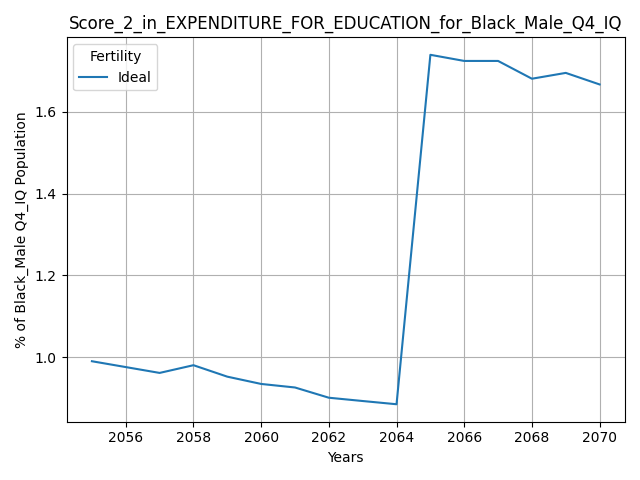 Score_2_in_EXPENDITURE_FOR_EDUCATION_for_Black_Male_Q4_IQ
Fertility
Ideal
% of Black_Male Q4_IQ Population
1.6
1.4
1.2
1.0
2056 2058 2060 2062 2064 2066 2068 2070
Years